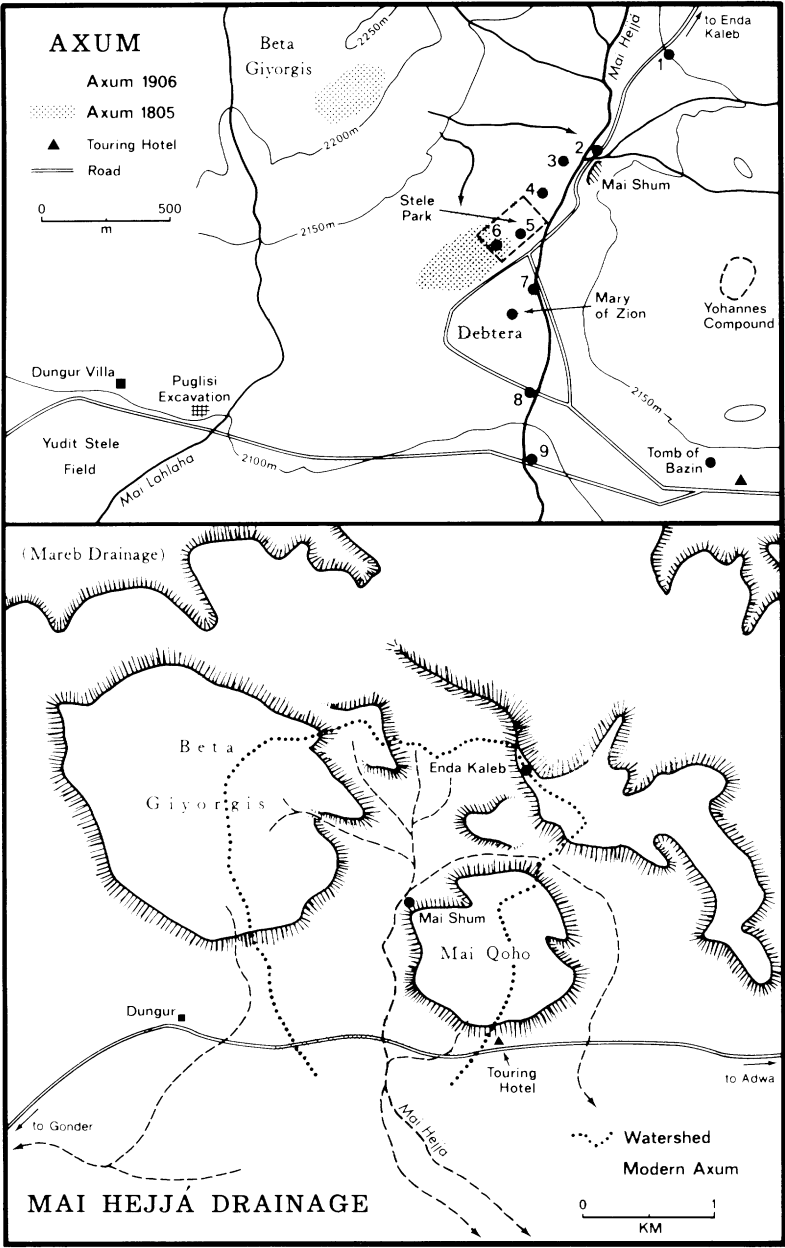 AXUM
Axum 1906
Axum 1805
Touring Hotel
Road
0 500
m
Beta
Giyorgis
2250m
2200m
2150m
Mai Hejjá
to Enda
Kaleb
1
2
3
4
Mai Shum
Stele
Park
5
6
7
Mary
of Zion
Debtera
Yohannes
Compound
Dungur Villa
Puglisi
Excavation
8
2150m
Yudit Stele
Field
2100m
9
Tomb of
Bazin
Mai Lahlaha
(Mareb Drainage)
Beta
Giyorgis
Enda Kaleb
Mai Shum
Mai Qoho
Dungur
Touring
Hotel
to Adwa
to Gonder
Mai Hejjá
Watershed
Modern Axum
MAI HEJJÁ DRAINAGE
0 1
KM